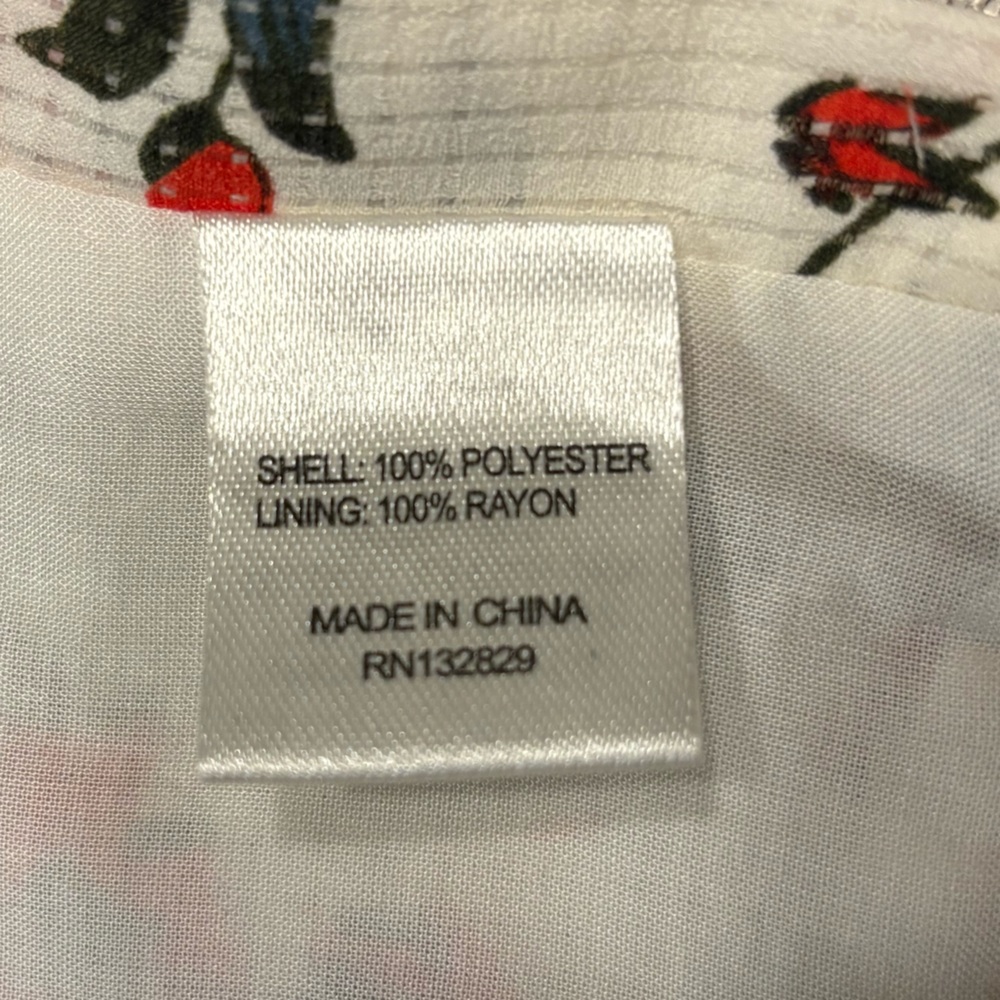 SHELL: 100% POLYESTER
LINING: 100% RAYON
MADE IN CHINA
RN132829